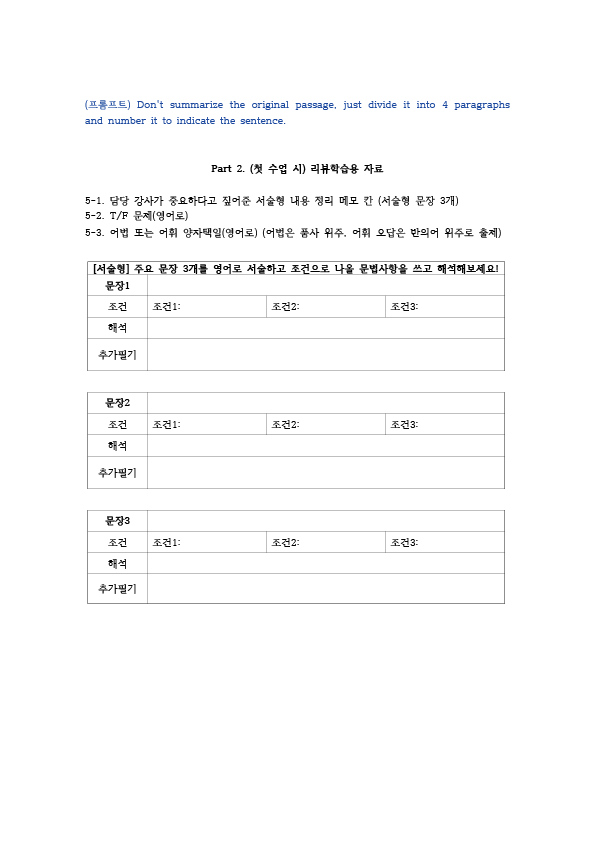 (프롬프트) Don't summarize the original passage, just divide it into 4 paragraphs
and number it to indicate the sentence.
Part 2. (첫 수업 시) 리뷰학습용 자료
5-1. 담당 강사가 중요하다고 짚어준 서술형 내용 정리 메모 칸 (서술형 문장 3개)
5-2. T/F 문제(영어로)
5-3. 어법 또는 어휘 양자택일(영어로) (어법은 품사 위주, 어휘 오답은 반의어 위주로 출제)
[서술형] 주요 문장 3개를 영어로 서술하고 조건으로 나올 문법사항을 쓰고 해석해보세요!
문장1
조건 조건1: 조건2: 조건3:
해석
추가필기
문장2
조건 조건1: 조건2: 조건3:
해석
추가필기
문장3
조건 조건1: 조건2: 조건3:
해석
추가필기